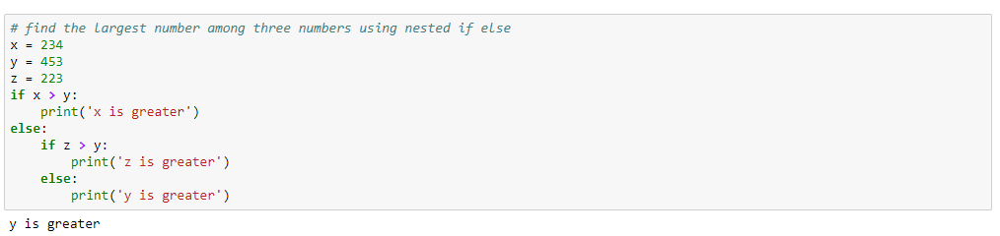 # find the largest number among three numbers using nested if else
x = 234
y = 453
z = 223
if x > y:
    print('x is greater')
else:
    if z > y:
        print('z is greater')
    else:
        print('y is greater')
y is greater